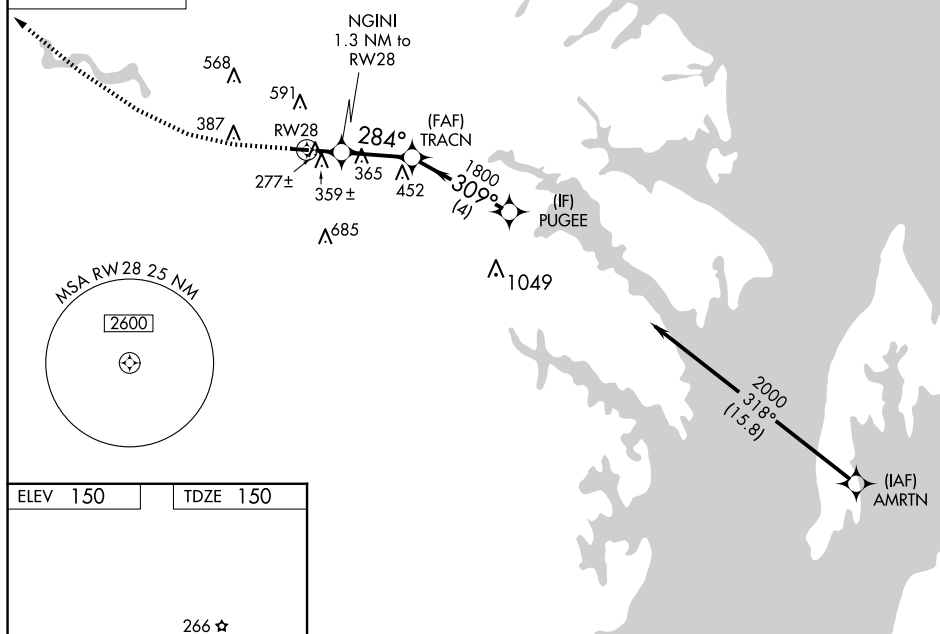 NGINI
1.3 NM to
RW28
568
591
387
RW28
284°
(FAF)
TRACN
277±
359±
365
452
1800
309°
(4)
(IF)
PUGEE
685
1049
MSA RW28 25 NM
2600
2000
318°
(15.8)
(IAF)
AMRTN
ELEV 150
TDZE 150
266